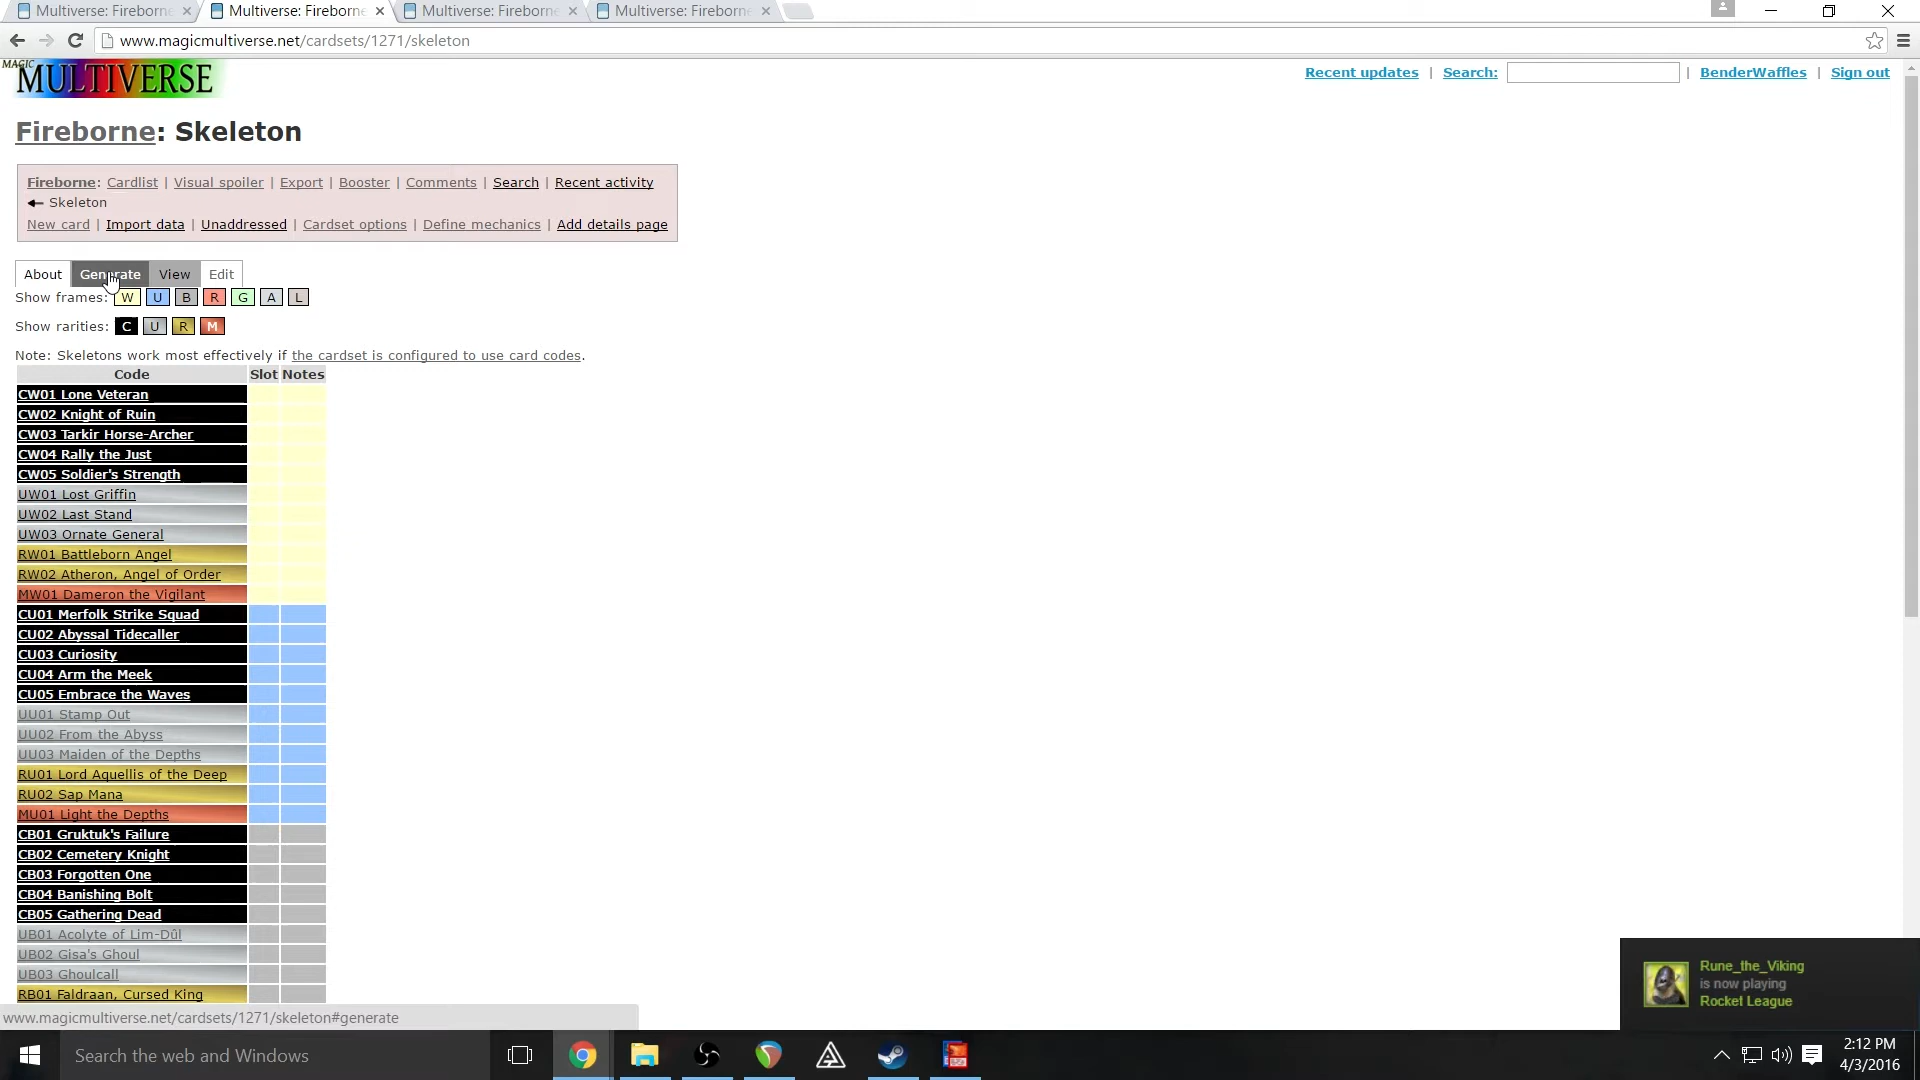 Multiverse: Fireborne
Multiverse: Fireborne
Multiverse: Fireborne
Multiverse: Fireborne
www.magicmultiverse.net/cardsets/1271/skeleton
MAGIC
MULTIVERSE
Recent updates | Search: | BenderWaffles | Sign out
Fireborne: Skeleton
Fireborne: Cardlist | Visual spoiler | Export | Booster | Comments | Search | Recent activity
Skeleton
New card | Import data | Unaddressed | Cardset options | Define mechanics | Add details page
About Generate View Edit
Show frames: W U B R G A L
Show rarities: C U R M
Note: Skeletons work most effectively if the cardset is configured to use card codes.
Code Slot Notes
CW01 Lone Veteran
CW02 Knight of Ruin
CW03 Tarkir Horse-Archer
CW04 Rally the Just
CW05 Soldier's Strength
UW01 Lost Griffin
UW02 Last Stand
UW03 Ornate General
RW01 Battleborn Angel
RW02 Atheron, Angel of Order
MW01 Dameron the Vigilant
CU01 Merfolk Strike Squad
CU02 Abyssal Tidecaller
CU03 Curiosity
CU04 Arm the Meek
CU05 Embrace the Waves
UU01 Stamp Out
UU02 From the Abyss
UU03 Maiden of the Depths
RU01 Lord Aquellis of the Deep
RU02 Sap Mana
MU01 Light the Depths
CB01 Gruktuk's Failure
CB02 Cemetery Knight
CB03 Forgotten One
CB04 Banishing Bolt
CB05 Gathering Dead
UB01 Acolyte of Lim-Dûl
UB02 Gisa's Ghoul
UB03 Ghoulcall
RB01 Faldraan, Cursed King
www.magicmultiverse.net/cardsets/1271/skeleton#generate
Rune_the_Viking
is now playing
Rocket League
Search the web and Windows
2:12 PM
4/3/2016